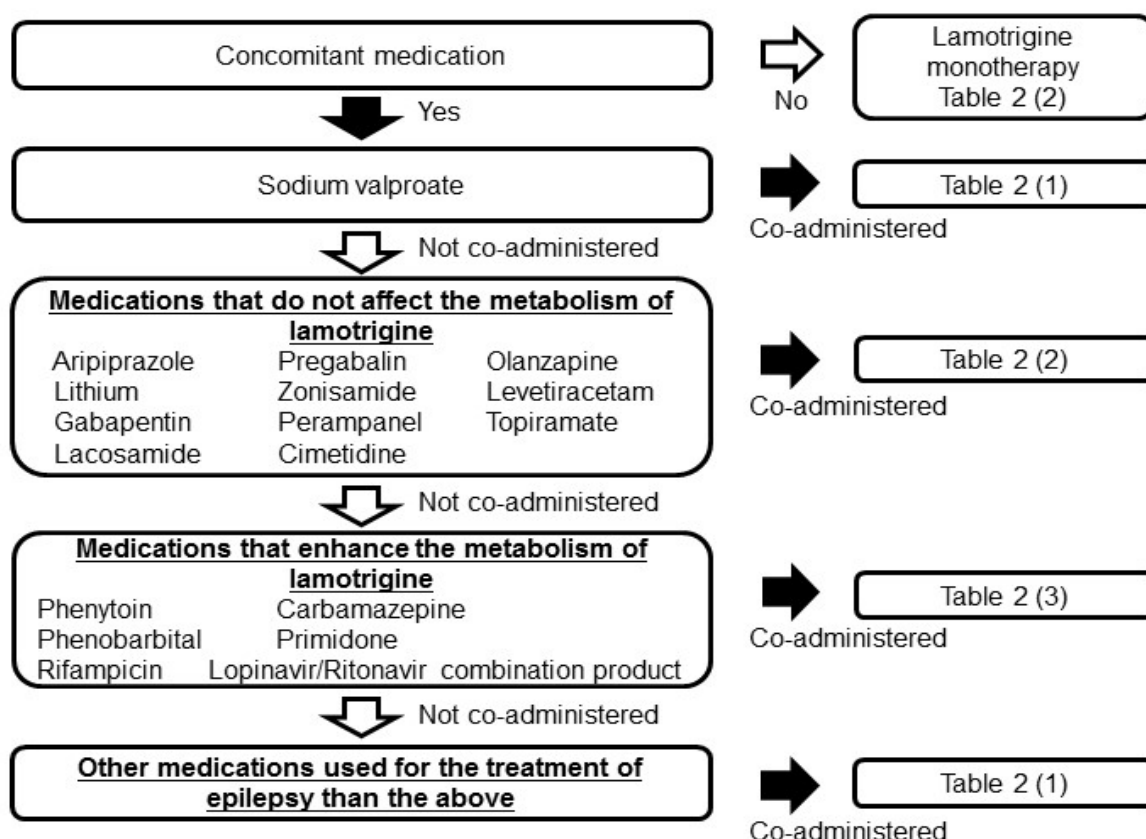 Concomitant medication
No
Lamotrigine
monotherapy
Table 2 (2)
Yes
Sodium valproate
Co-administered
Table 2 (1)
Not co-administered
Medications that do not affect the metabolism of
lamotrigine
Aripiprazole Pregabalin Olanzapine
Lithium Zonisamide Levetiracetam
Gabapentin Perampanel Topiramate
Lacosamide Cimetidine
Co-administered
Table 2 (2)
Not co-administered
Medications that enhance the metabolism of
lamotrigine
Phenytoin Carbamazepine
Phenobarbital Primidone
Rifampicin Lopinavir/Ritonavir combination product
Co-administered
Table 2 (3)
Not co-administered
Other medications used for the treatment of
epilepsy than the above
Co-administered
Table 2 (1)